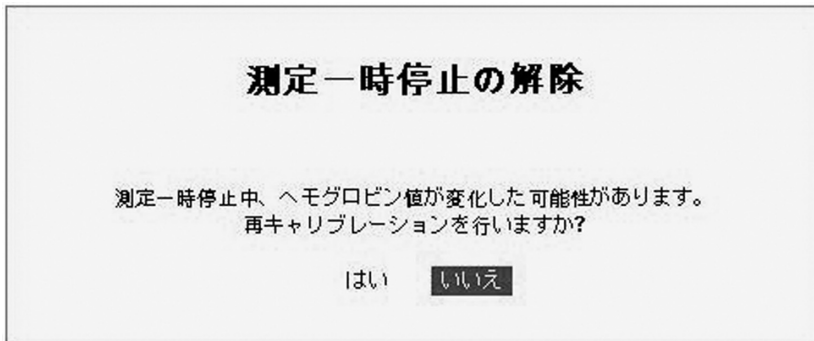 測定一時停止の解除
測定一時停止中、ヘモグロビン値が変化した可能性があります。
再キャリブレーションを行いますか?
はい いいえ